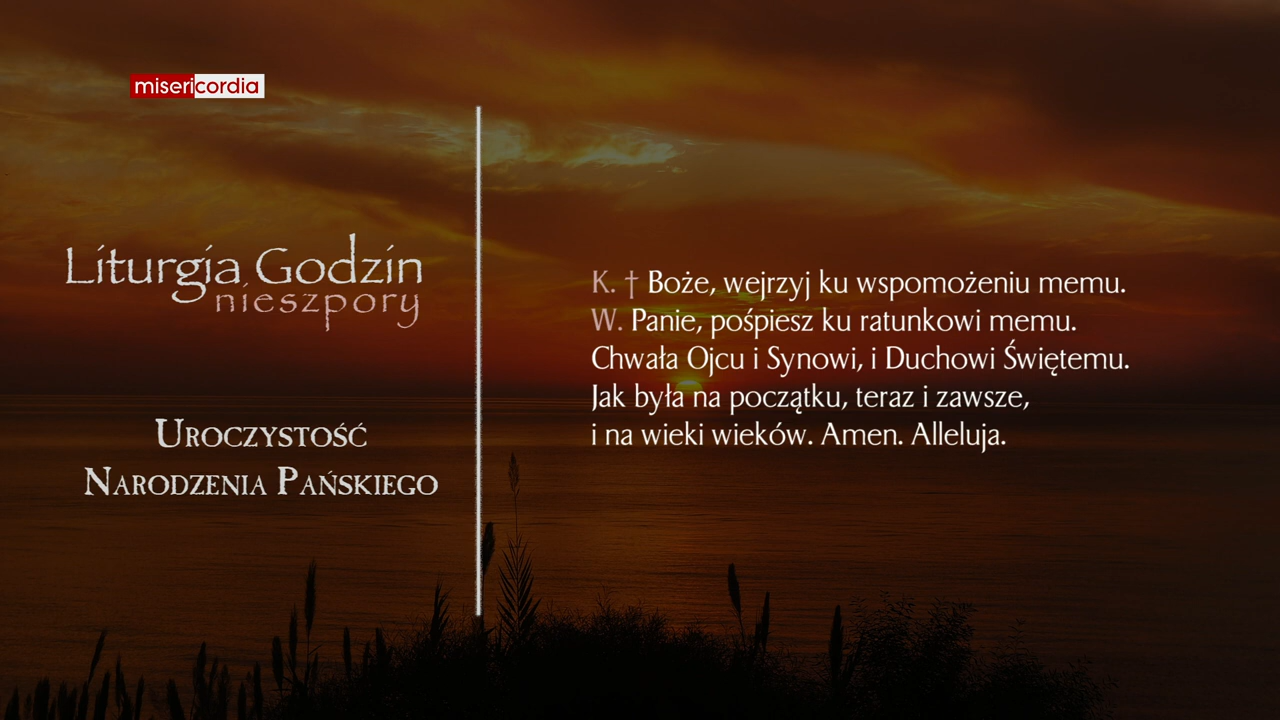 misericordia
Liturgia Godzin
nieszpory
Uroczystość
Narodzenia Pańskiego
K. † Boże, wejrzyj ku wspomożeniu memu.
W. Panie, pośpiesz ku ratunkowi memu.
Chwała Ojcu i Synowi, i Duchowi Świętemu.
Jak była na początku, teraz i zawsze,
i na wieki wieków. Amen. Alleluja.